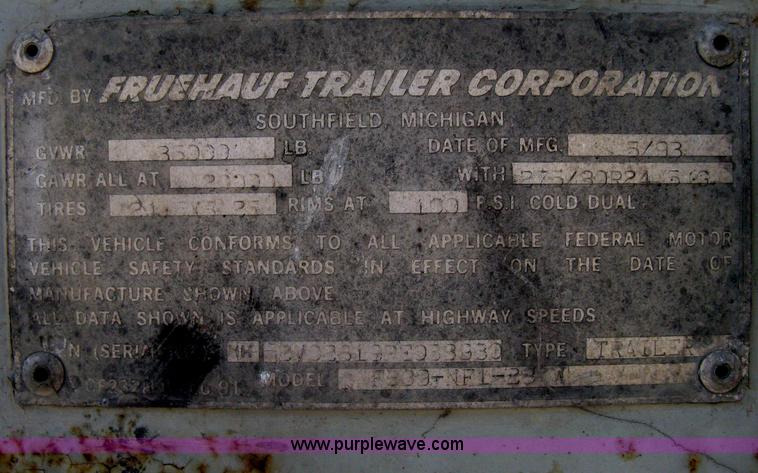 MFD BY FRUEHAUF TRAILER CORPORATION
SOUTHFIELD MICHIGAN
GVWR LB DATE OF MFG. 5/93
GAWR ALL AT LB WITH
TIRES RIMS AT 100 P.S.I. COLD DUAL
THIS VEHICLE CONFORMS TO ALL APPLICABLE FEDERAL MOTOR
VEHICLE SAFETY STANDARDS IN EFFECT ON THE DATE OF
MANUFACTURE SHOWN ABOVE
ALL DATA SHOWN IS APPLICABLE AT HIGHWAY SPEEDS
TYPE TRAILER
MODEL
www.purplewave.com